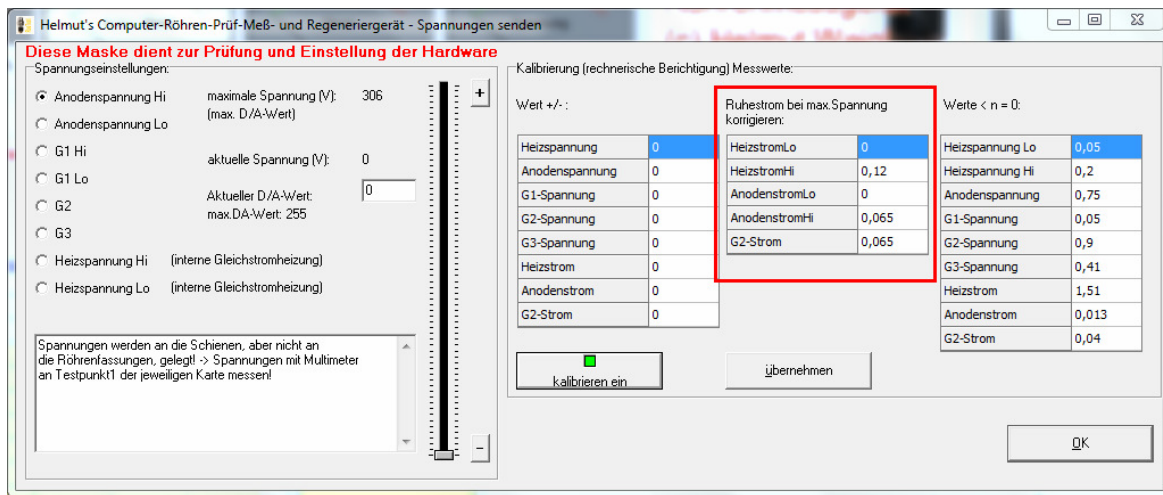 Helmut's Computer-Röhren-Prüf-Meß- und Regeneriergerät - Spannungen senden
Diese Maske dient zur Prüfung und Einstellung der Hardware
Spannungseinstellungen:
Anodenspannung Hi
Anodenspannung Lo
G1 Hi
G1 Lo
G2
G3
Heizspannung Hi (interne Gleichstromheizung)
Heizspannung Lo (interne Gleichstromheizung)
maximale Spannung (V): 306
(max. D/A-Wert)
aktuelle Spannung (V): 0
Aktueller D/A-Wert: 0
max.DA-Wert: 255
+
-
Spannungen werden an die Schienen, aber nicht an
die Röhrenfassungen, gelegt! -> Spannungen mit Multimeter
an Testpunkt1 der jeweiligen Karte messen!
Kalibrierung (rechnerische Berichtigung) Messwerte:
Wert +/- :
Heizspannung 0
Anodenspannung 0
G1-Spannung 0
G2-Spannung 0
G3-Spannung 0
Heizstrom 0
Anodenstrom 0
G2-Strom 0
kalibrieren ein
Ruhestrom bei max.Spannung
korrigieren:
HeizstromLo 0
HeizstromHi 0,12
AnodenstromLo 0
AnodenstromHi 0,065
G2-Strom 0,065
übernehmen
Werte < n = 0:
Heizspannung Lo 0,05
Heizspannung Hi 0,2
Anodenspannung 0,75
G1-Spannung 0,05
G2-Spannung 0,9
G3-Spannung 0,41
Heizstrom 1,51
Anodenstrom 0,013
G2-Strom 0,04
OK